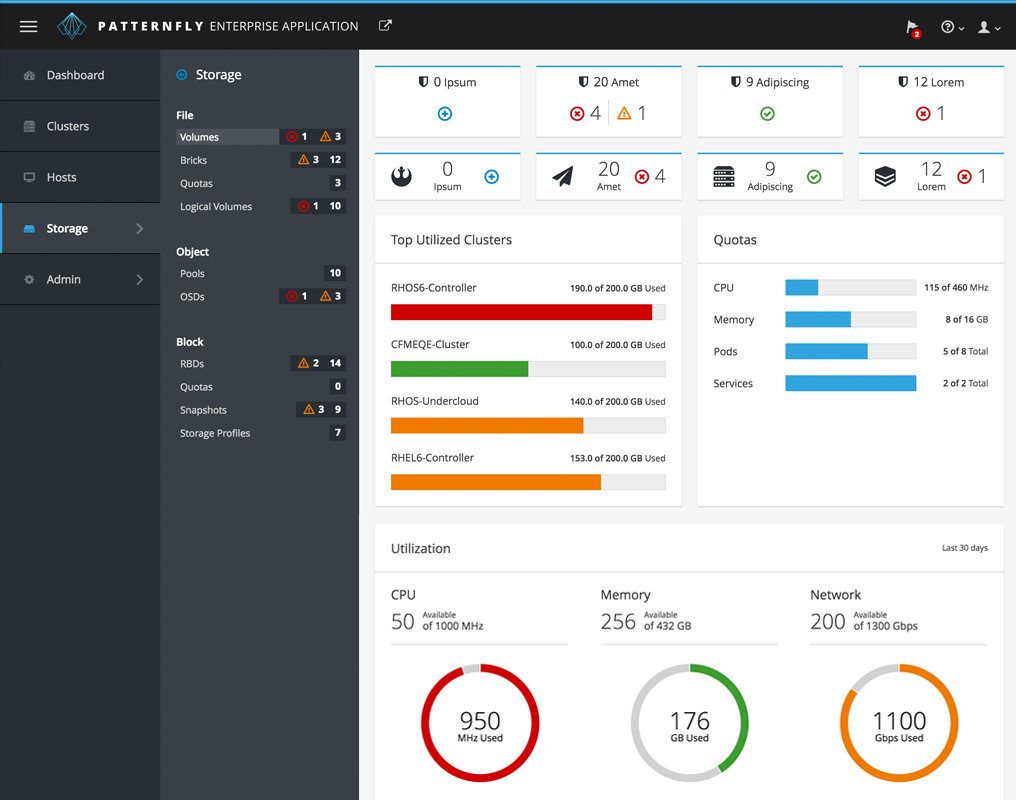 PATTERNFLY ENTERPRISE APPLICATION
2
Dashboard
Clusters
Hosts
Storage
Admin
Storage
File
Volumes 1 3
Bricks 3 12
Quotas 3
Logical Volumes 1 10
Object
Pools 10
OSDs 1 3
Block
RBDs 2 14
Quotas 0
Snapshots 3 9
Storage Profiles 7
0 Ipsum
20 Amet
4 1
9 Adipiscing
12 Lorem
1
0
Ipsum
20
Amet
4
9
Adipiscing
12
Lorem
1
Top Utilized Clusters
RHOS6-Controller 190.0 of 200.0 GB Used
CFMEQE-Cluster 100.0 of 200.0 GB Used
RHOS-Undercloud 140.0 of 200.0 GB Used
RHEL6-Controller 153.0 of 200.0 GB Used
Quotas
CPU 115 of 460 MHz
Memory 8 of 16 GB
Pods 5 of 8 Total
Services 2 of 2 Total
Utilization Last 30 days
CPU
50 Available
of 1000 MHz
950
MHz Used
Memory
256 Available
of 432 GB
176
GB Used
Network
200 Available
of 1300 Gbps
1100
Gbps Used